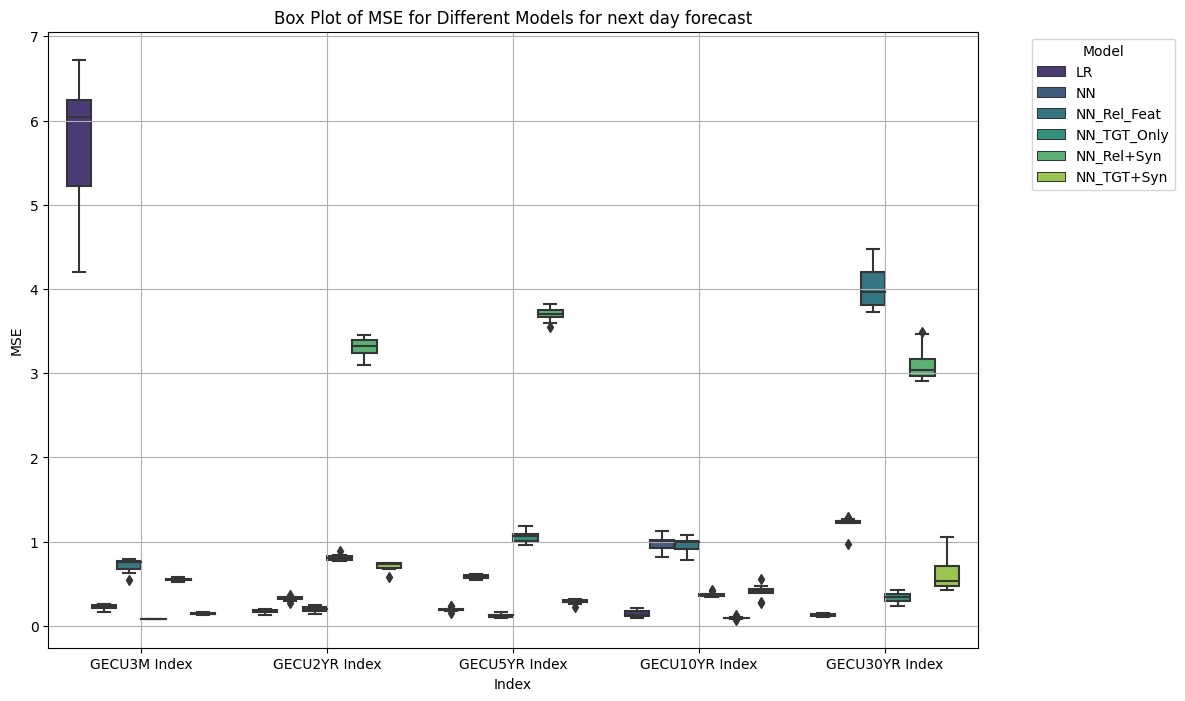 Box Plot of MSE for Different Models for next day forecast
Model
LR
NN
NN_Rel_Feat
NN_TGT_Only
NN_Rel+Syn
NN_TGT+Syn
MSE
7
6
5
4
3
2
1
0
GECU3M Index
GECU2YR Index
GECU5YR Index
GECU10YR Index
GECU30YR Index
Index